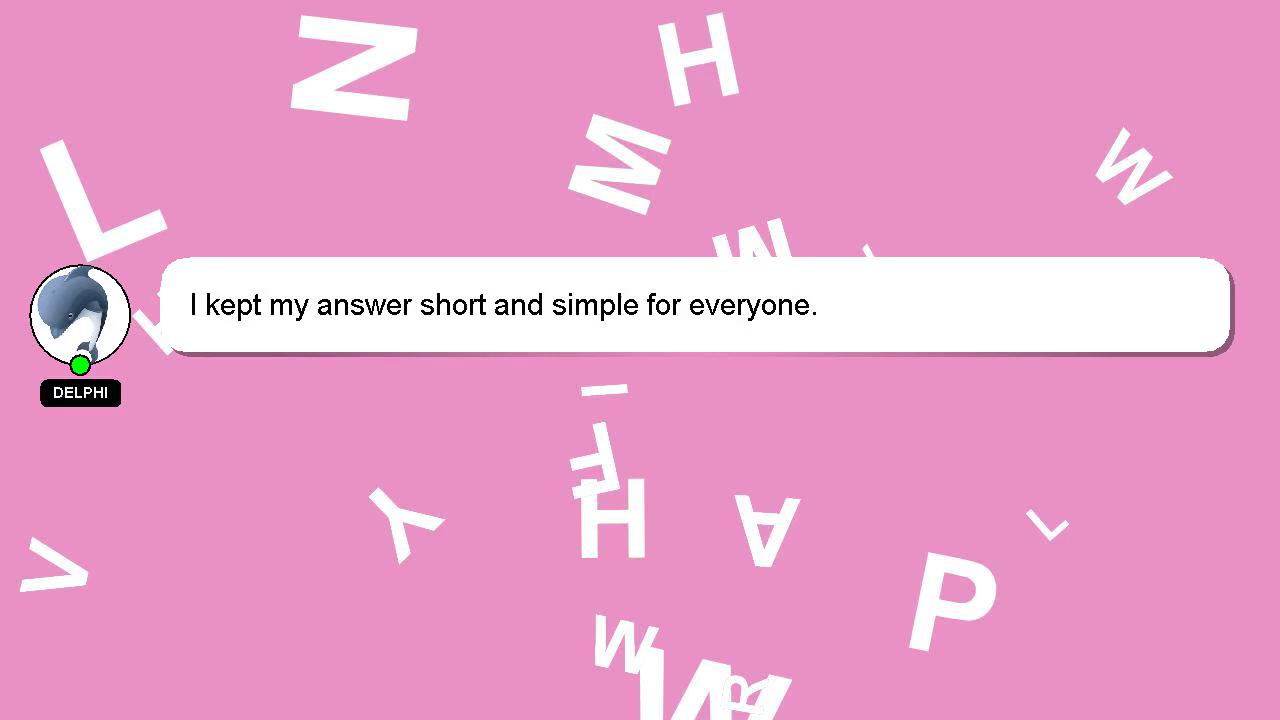 N
H
M
W
L
W
I kept my answer short and simple for everyone.
DELPHI
I
F
H
A
Y
L
V
P
W
W
R